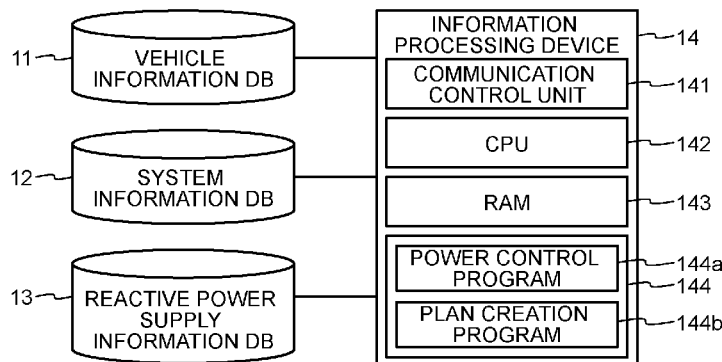 11
VEHICLE
INFORMATION DB
12
SYSTEM
INFORMATION DB
13
REACTIVE POWER
SUPPLY
INFORMATION DB
INFORMATION
PROCESSING DEVICE
14
COMMUNICATION
CONTROL UNIT
141
CPU
142
RAM
143
POWER CONTROL
PROGRAM
144a
144
PLAN CREATION
PROGRAM
144b